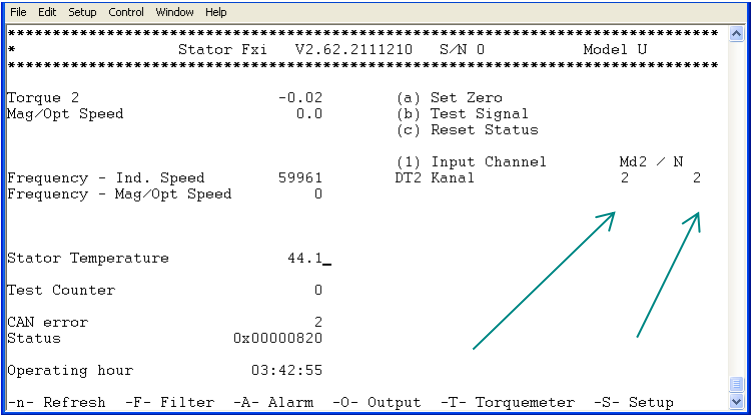 File Edit Setup Control Window Help
********************************************************************************
* Stator Fxi V2.62.2111210 S/N 0 Model U
********************************************************************************
Torque 2 -0.02 (a) Set Zero
Mag/Opt Speed 0.0 (b) Test Signal
(c) Reset Status
(1) Input Channel Md2 / N
Frequency - Ind. Speed 59961 DT2 Kanal 2 2
Frequency - Mag/Opt Speed 0
Stator Temperature 44.1_
Test Counter 0
CAN error 2
Status 0x00000820
Operating hour 03:42:55
-n- Refresh -F- Filter -A- Alarm -O- Output -T- Torquemeter -S- Setup